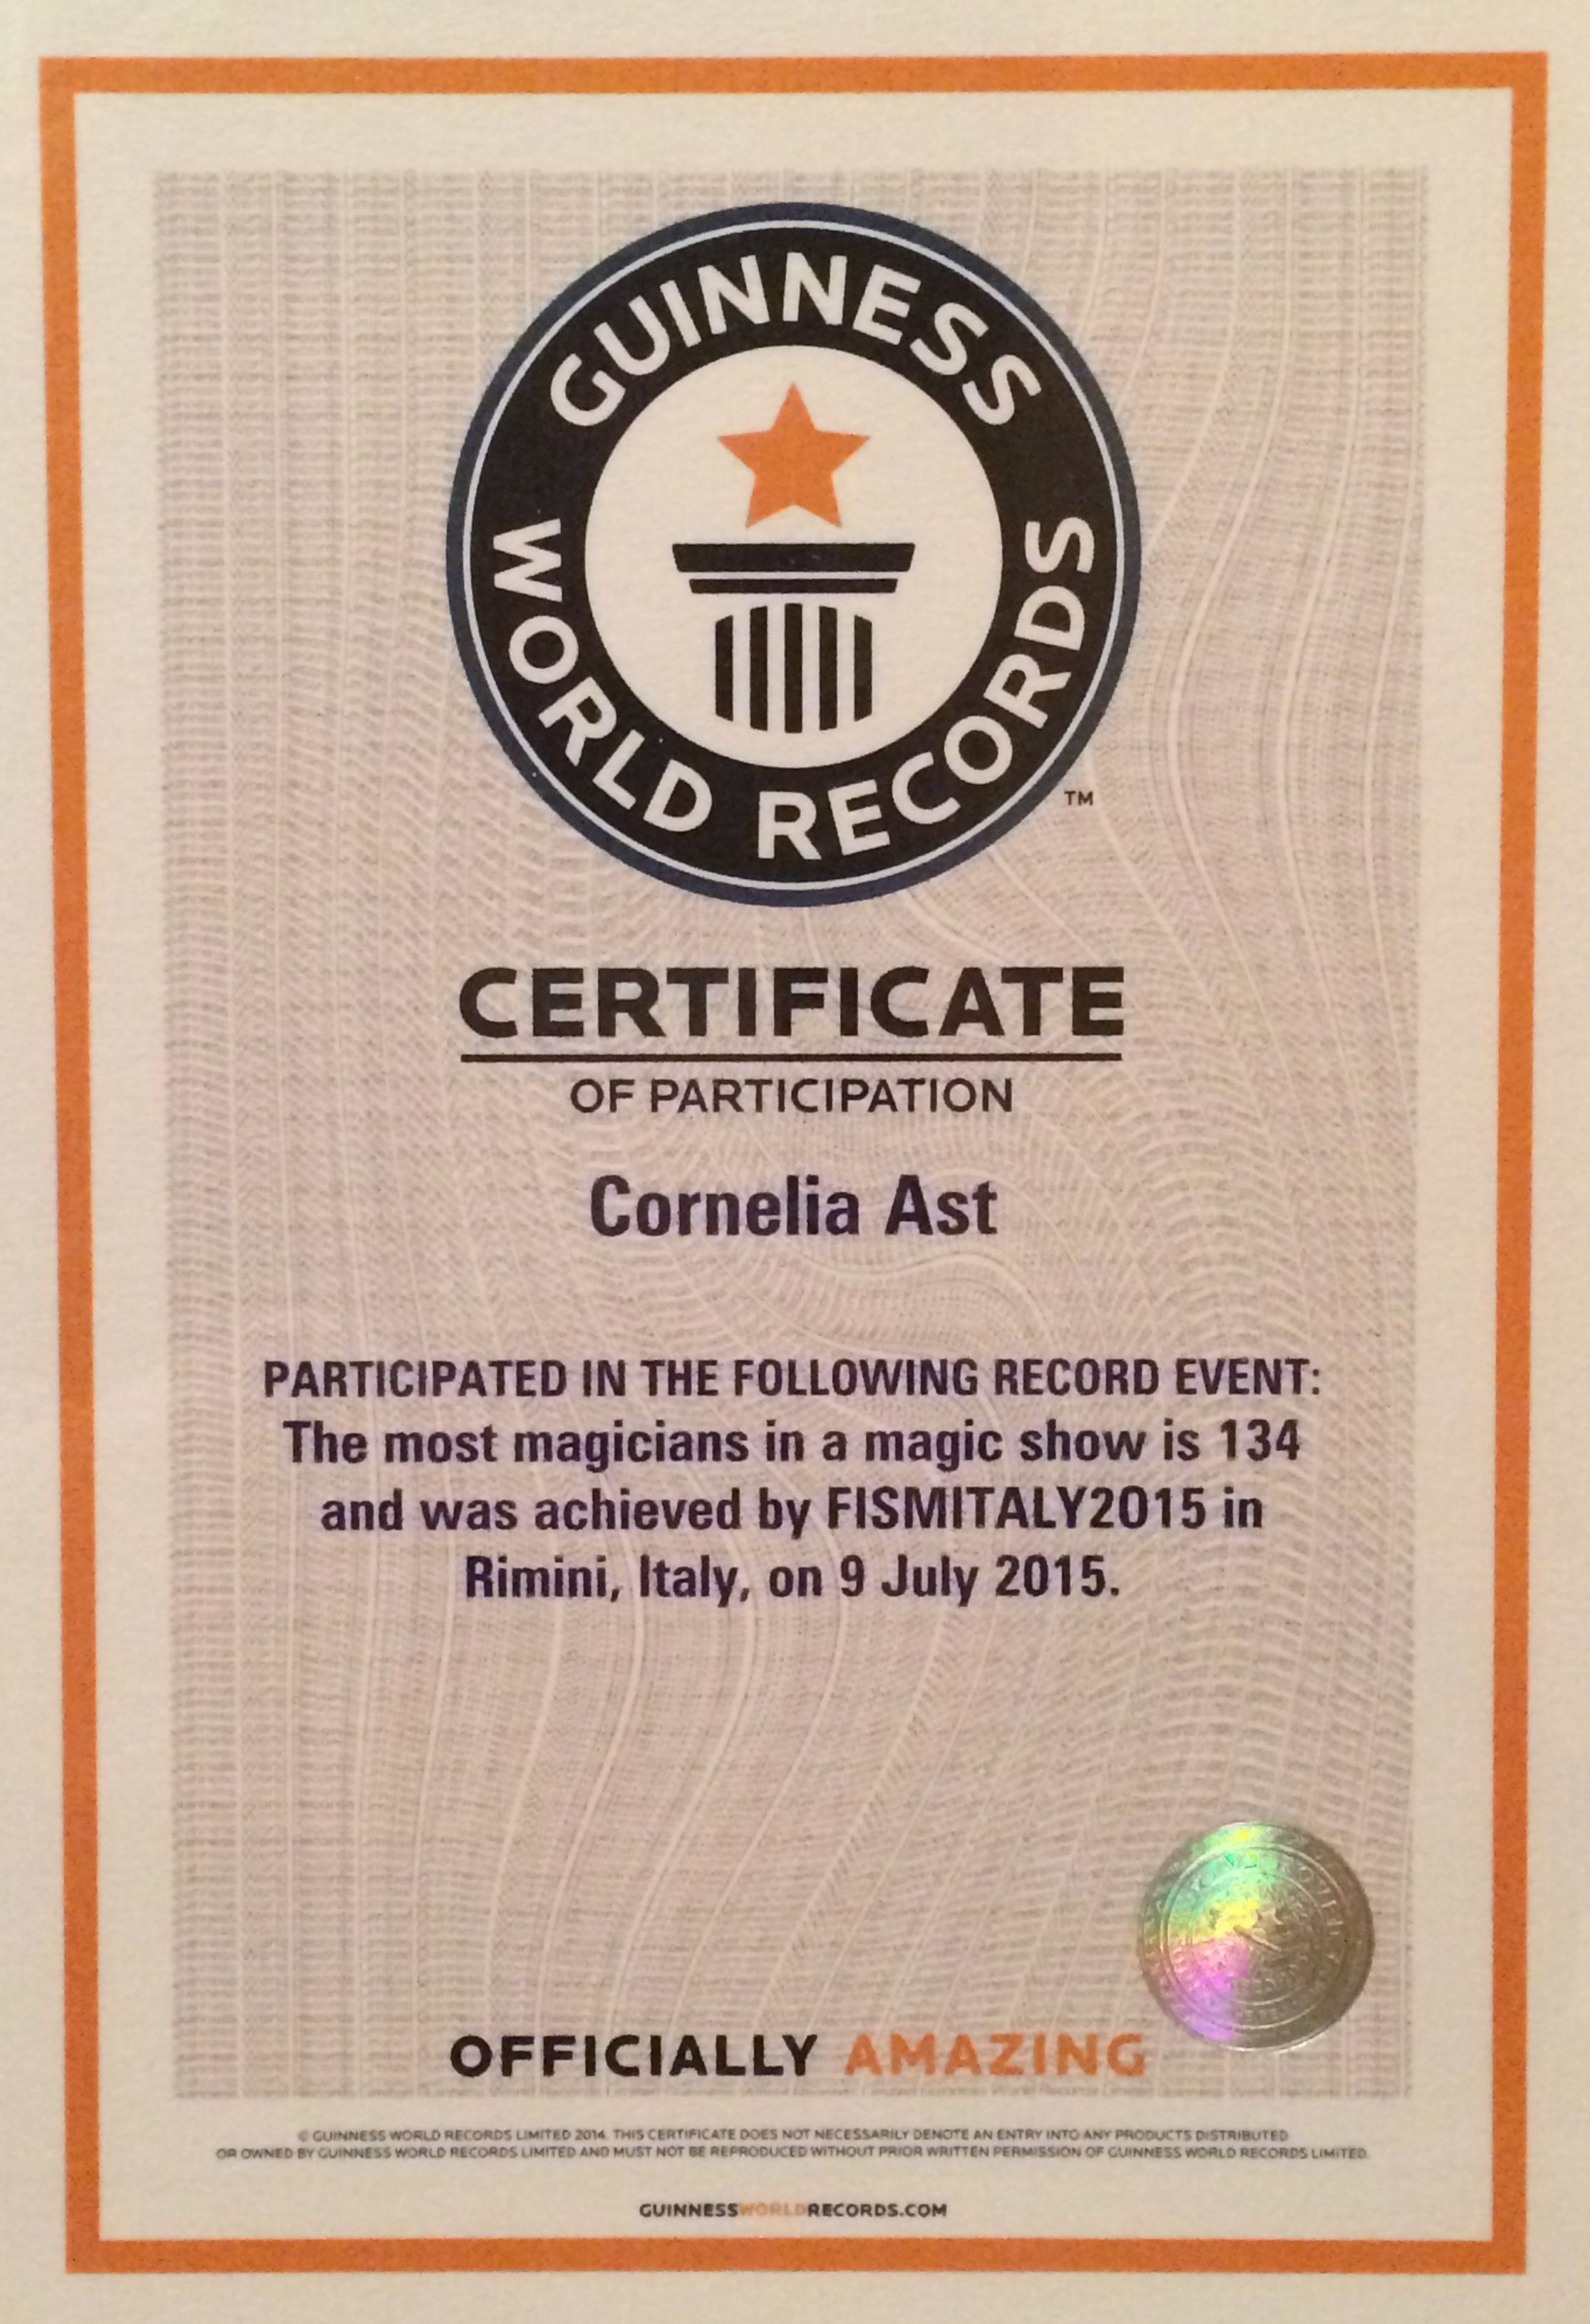 GUINNESS
WORLD RECORDS
TM
CERTIFICATE
OF PARTICIPATION
Cornelia Ast
PARTICIPATED IN THE FOLLOWING RECORD EVENT:
The most magicians in a magic show is 134
and was achieved by FISMITALY2015 in
Rimini, Italy, on 9 July 2015.
OFFICIALLY AMAZING
© GUINNESS WORLD RECORDS LIMITED 2014. THIS CERTIFICATE DOES NOT NECESSARILY DENOTE AN ENTRY INTO ANY PRODUCTS DISTRIBUTED
OR OWNED BY GUINNESS WORLD RECORDS LIMITED AND MUST NOT BE REPRODUCED WITHOUT PRIOR WRITTEN PERMISSION OF GUINNESS WORLD RECORDS LIMITED.
GUINNESSWORLDRECORDS.COM